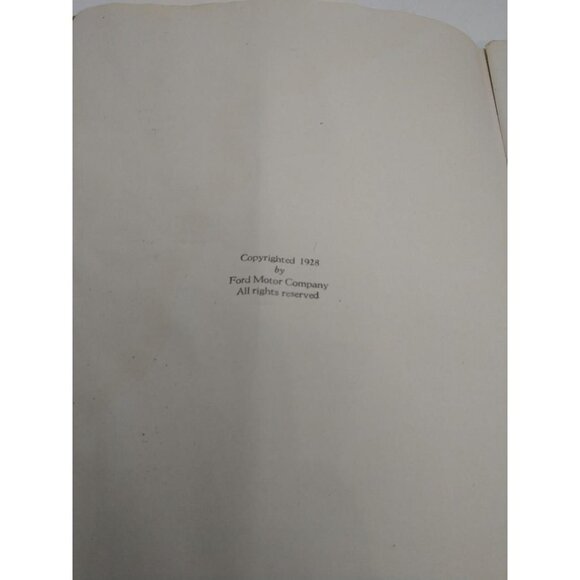 Copyrighted 1928
by
Ford Motor Company
All rights reserved